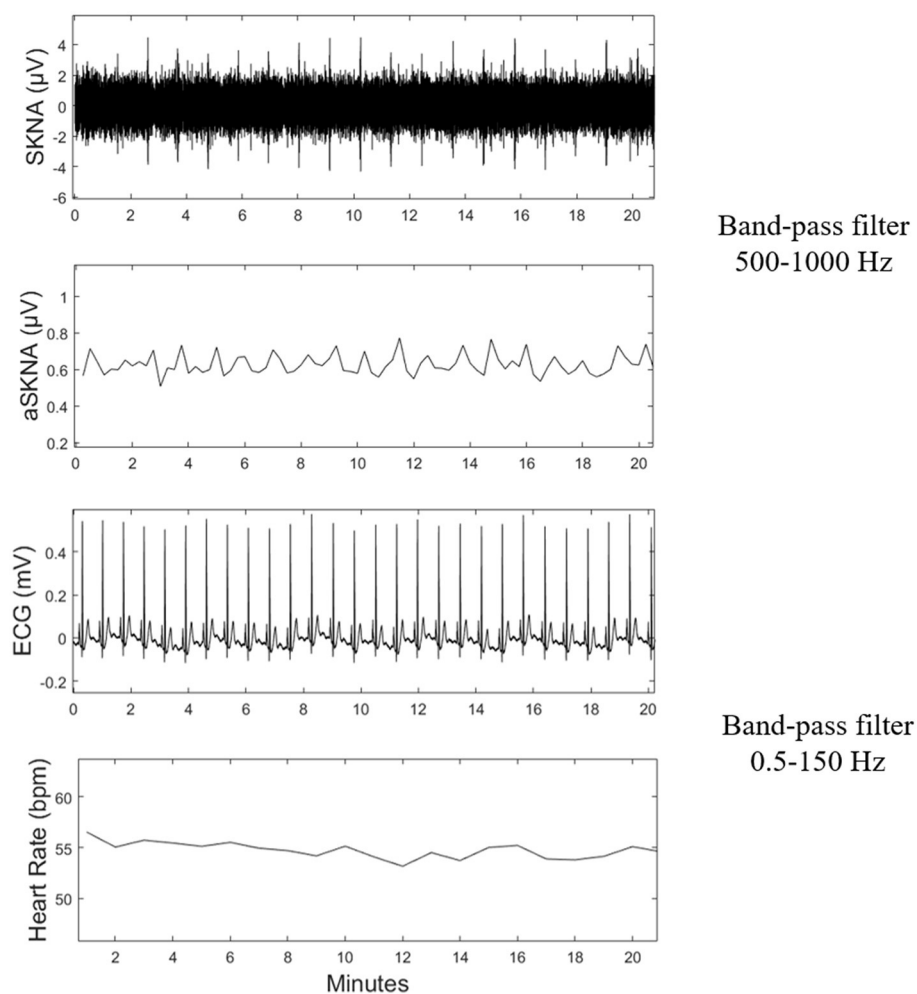 SKNA (µV)
4
2
0
-2
-4
-6
0 2 4 6 8 10 12 14 16 18 20
Band-pass filter
500-1000 Hz
aSKNA (µV)
1
0.8
0.6
0.4
0.2
0 2 4 6 8 10 12 14 16 18 20
ECG (mV)
0.4
0.2
0
-0.2
0 2 4 6 8 10 12 14 16 18 20
Band-pass filter
0.5-150 Hz
Heart Rate (bpm)
60
55
50
2 4 6 8 10 12 14 16 18 20
Minutes